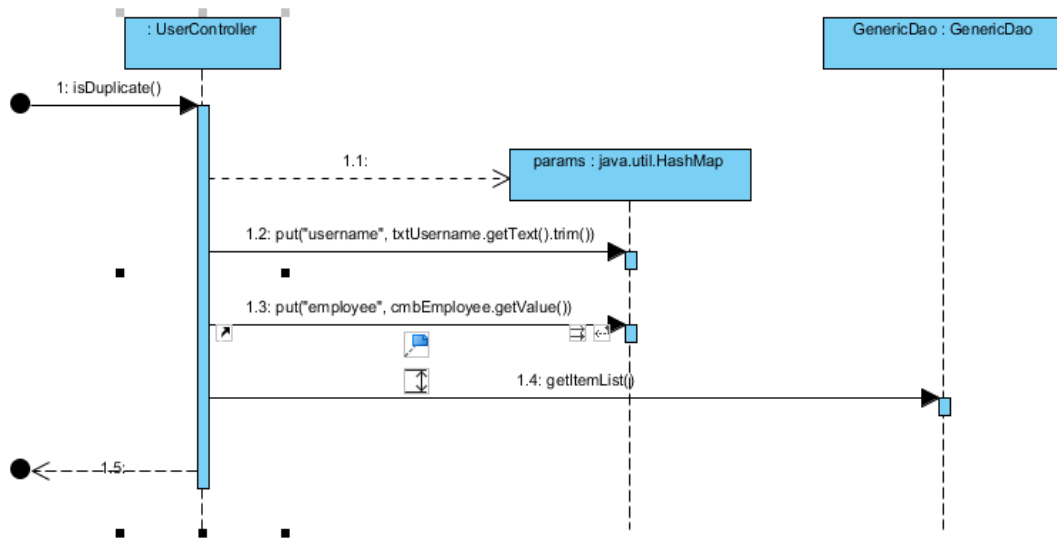 : UserController
GenericDao : GenericDao
1: isDuplicate()
1.1:
params : java.util.HashMap
1.2: put("username", txtUsername.getText().trim())
1.3: put("employee", cmbEmployee.getValue())
1.4: getItemList()
1.5: